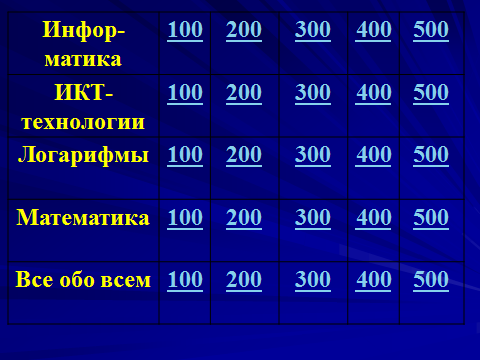 Инфор- 100 200 300 400 500
матика
ИКТ- 100 200 300 400 500
технологии
Логарифмы 100 200 300 400 500
Математика 100 200 300 400 500
Все обо всем 100 200 300 400 500